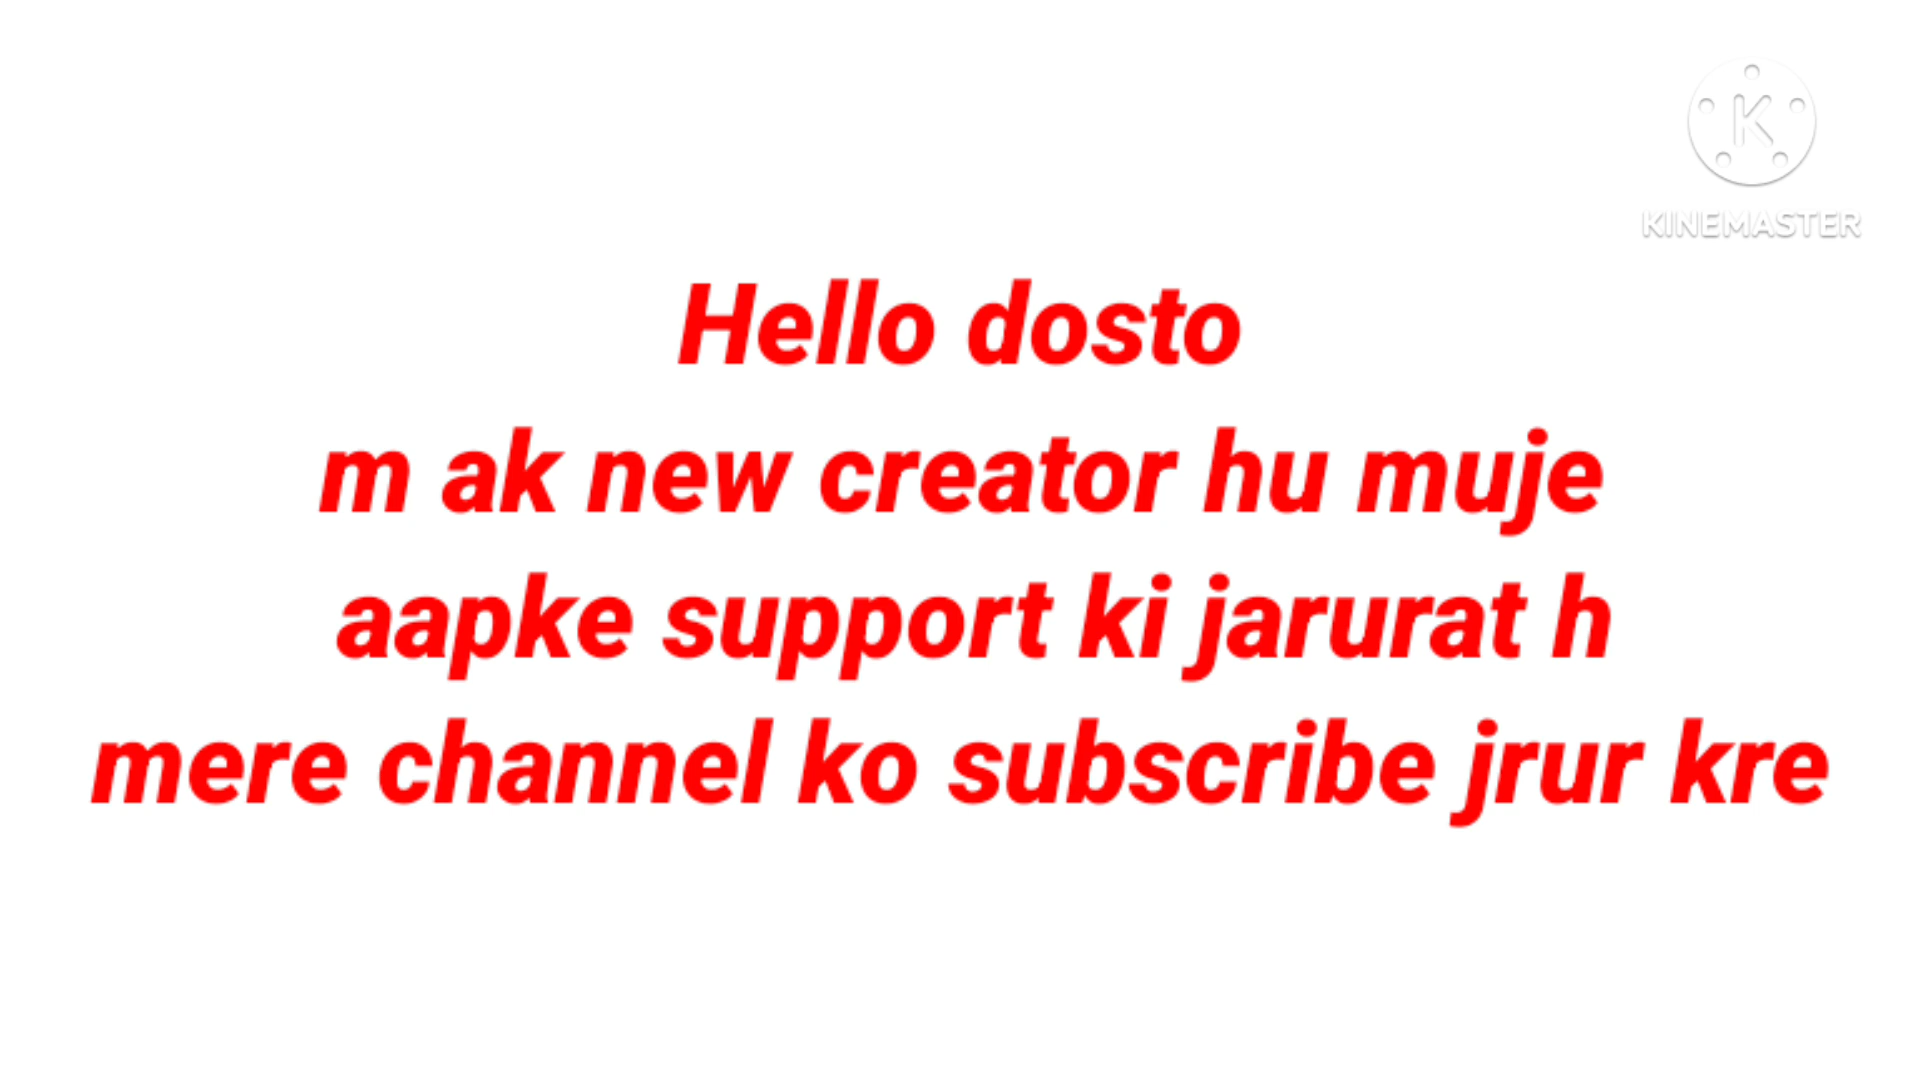 KINEMASTER
Hello dosto
m ak new creator hu muje
aapke support ki jarurat h
mere channel ko subscribe jrur kre